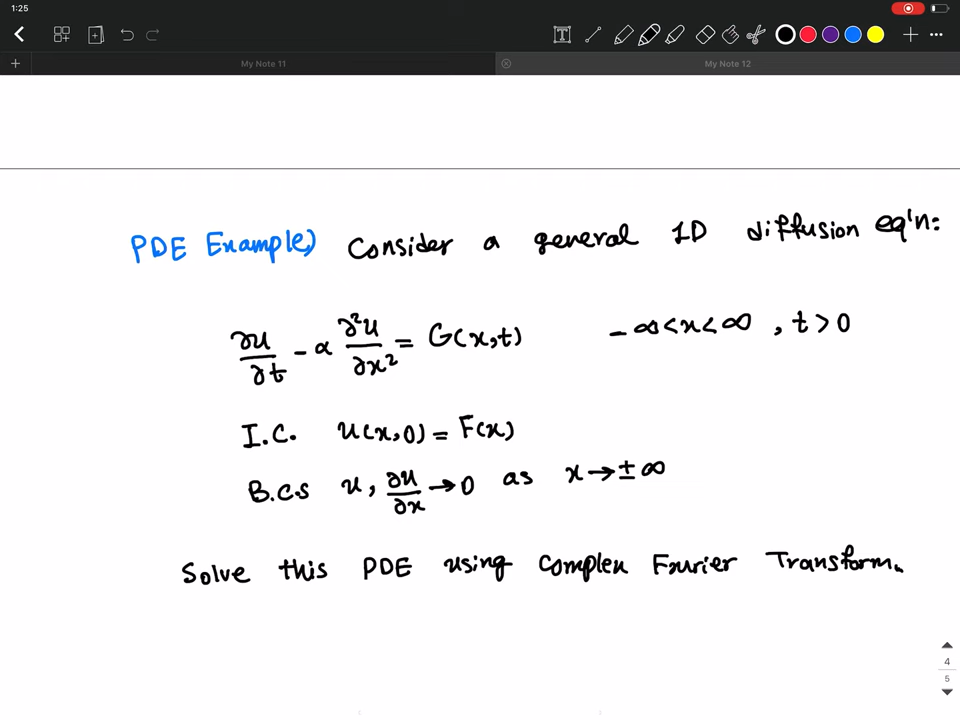 1:25
My Note 11
My Note 12
PDE Example) Consider a general 1D diffusion eq'n:
∂u/∂t - α ∂²u/∂x² = G(x,t)   -∞<x<∞ , t>0
I.C. u(x,0) = F(x)
B.C.s u, ∂u/∂x → 0 as x → ±∞
Solve this PDE using Complex Fourier Transform.
4
5